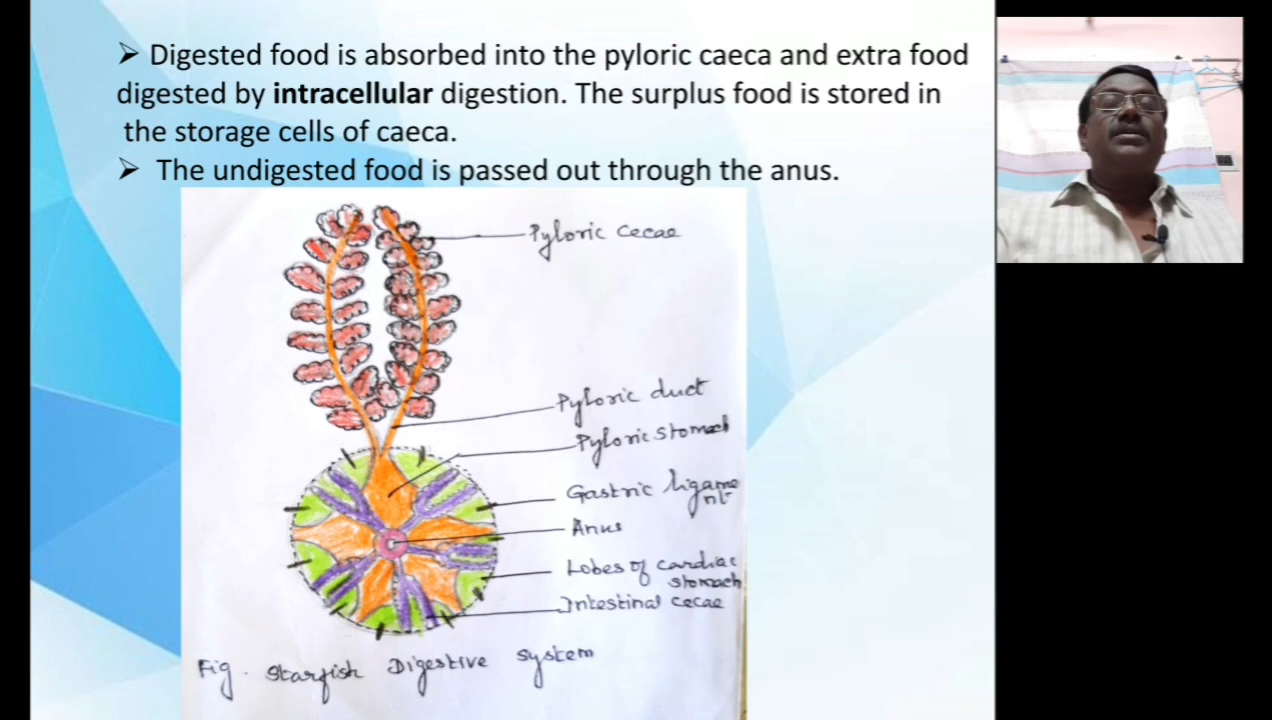 ➢ Digested food is absorbed into the pyloric caeca and extra food
digested by intracellular digestion. The surplus food is stored in
the storage cells of caeca.
➢ The undigested food is passed out through the anus.
Pyloric cecae
Pyloric duct
Pyloric stomach
Gastric ligame
nt
Anus
Lobes of cardiac
stomach
Intestinal cecae
Fig. Starfish Digestive system